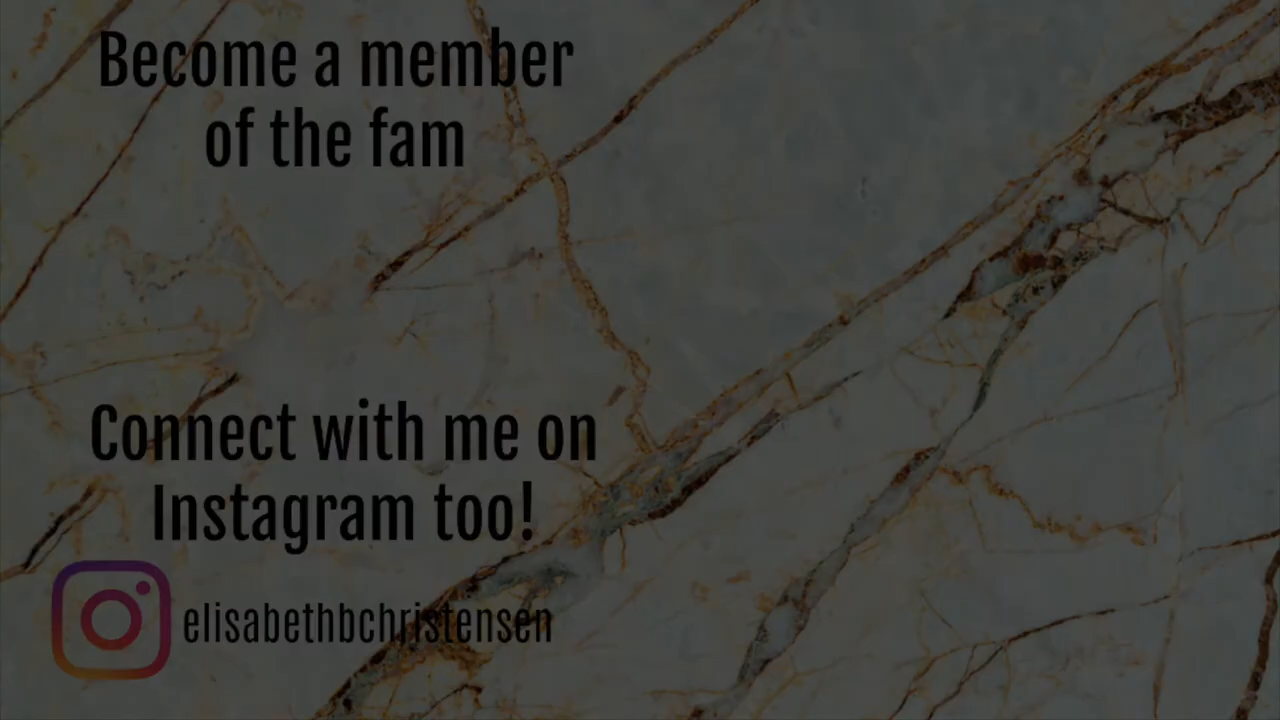 Become a member
of the fam
Connect with me on
Instagram too!
elisabethbchristensen